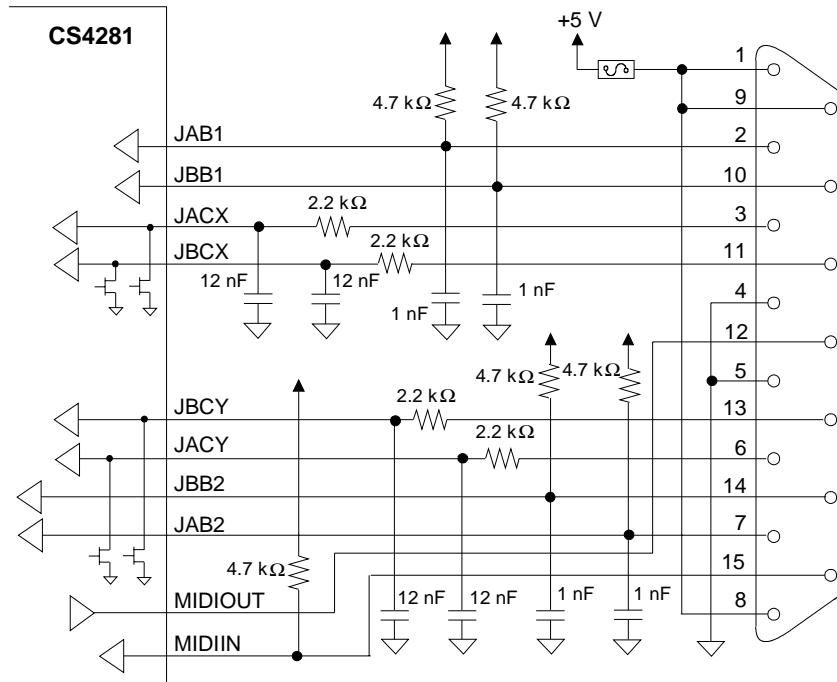 CS4281
+5 V
1
4.7 kΩ
4.7 kΩ
9
JAB1
2
JBB1
10
JACX
2.2 kΩ
3
JBCX
2.2 kΩ
11
12 nF
12 nF
1 nF
1 nF
4
12
4.7 kΩ
4.7 kΩ
5
JBCY
2.2 kΩ
13
JACY
2.2 kΩ
6
JBB2
14
JAB2
7
4.7 kΩ
15
MIDIOUT
12 nF
12 nF
1 nF
1 nF
8
MIDIIN